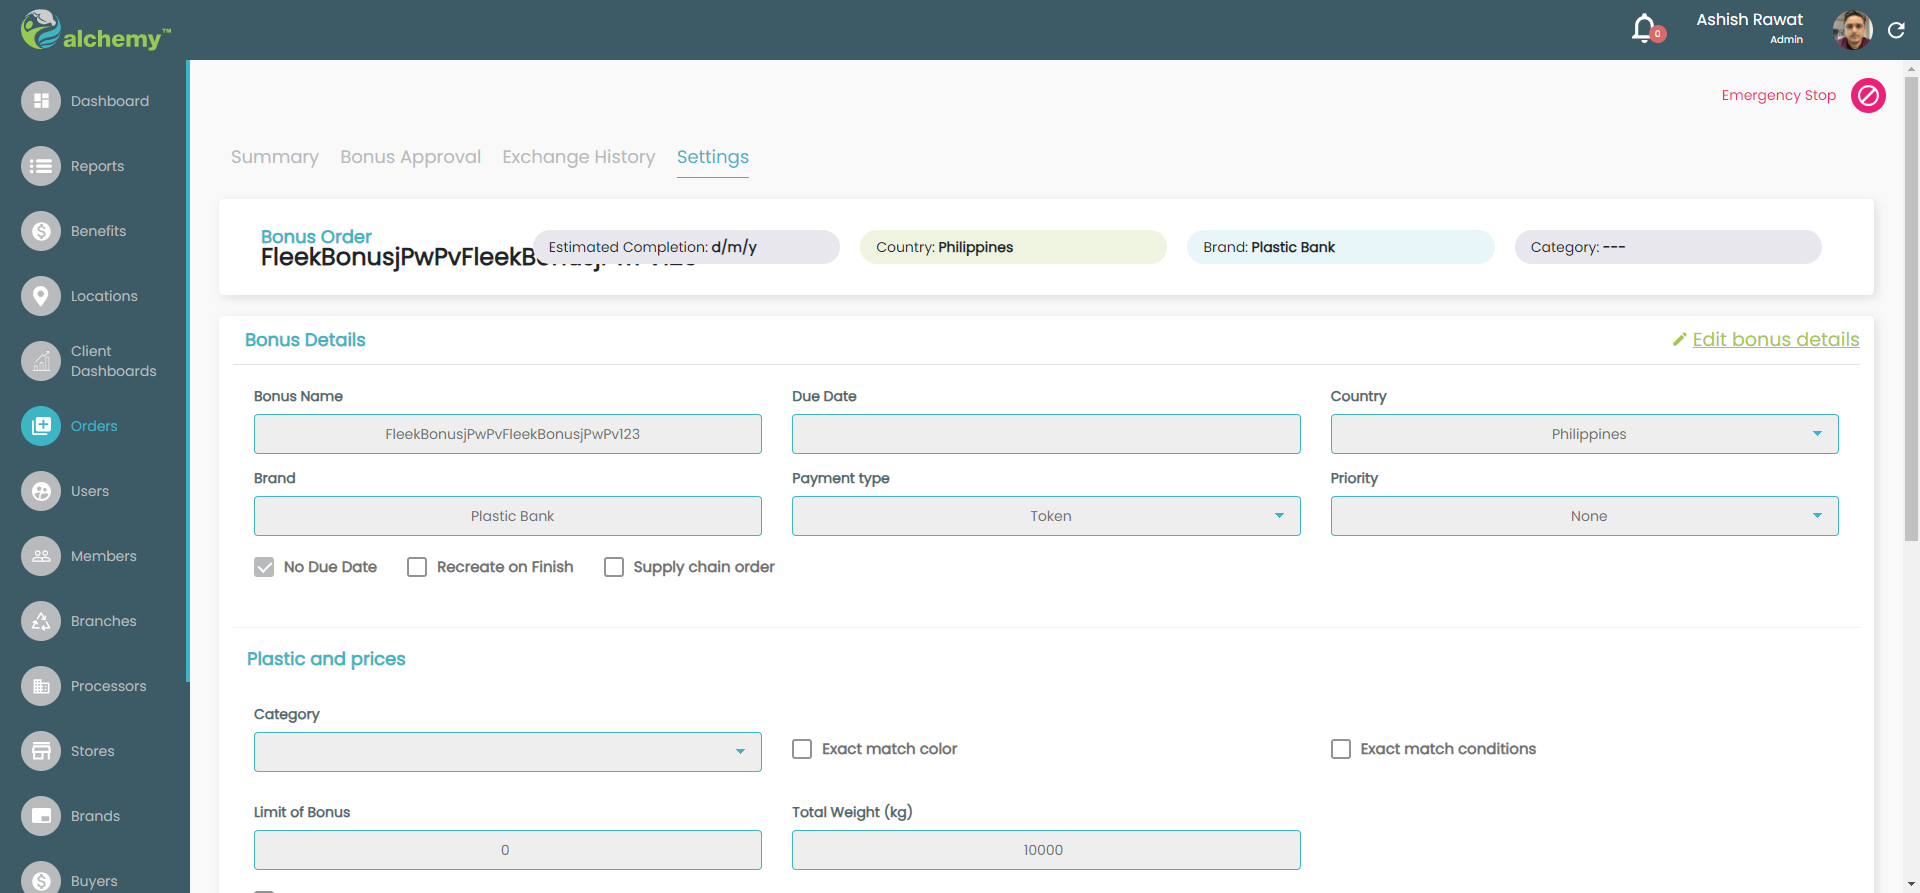 alchemy™
0
Ashish Rawat
Admin
Dashboard
Reports
Benefits
Locations
Client
Dashboards
Orders
Users
Members
Branches
Processors
Stores
Brands
Buyers
Emergency Stop
Summary Bonus Approval Exchange History Settings
Bonus Order
FleekBonusjPwPvFleekB
Estimated Completion: d/m/y
Country: Philippines
Brand: Plastic Bank
Category: ---
Bonus Details
Edit bonus details
Bonus Name Due Date Country
FleekBonusjPwPvFleekBonusjPwPv123 Philippines
Brand Payment type Priority
Plastic Bank Token None
No Due Date Recreate on Finish Supply chain order
Plastic and prices
Category
Exact match color Exact match conditions
Limit of Bonus Total Weight (kg)
0 10000